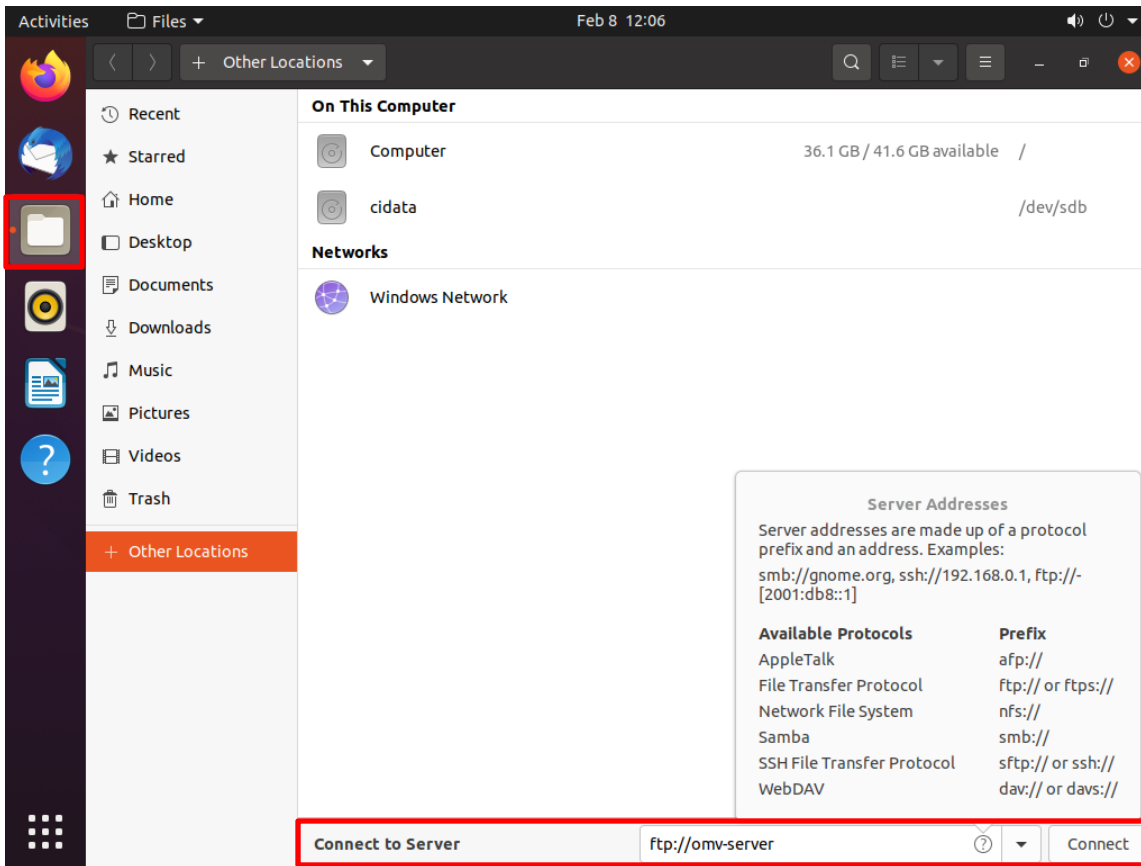 Activities Files Feb 8 12:06
Other Locations
Recent
Starred
Home
Desktop
Documents
Downloads
Music
Pictures
Videos
Trash
Other Locations
On This Computer
Computer 36.1 GB / 41.6 GB available /
cidata /dev/sdb
Networks
Windows Network
Server Addresses
Server addresses are made up of a protocol
prefix and an address. Examples:
smb://gnome.org, ssh://192.168.0.1, ftp://-
[2001:db8::1]
Available Protocols Prefix
AppleTalk afp://
File Transfer Protocol ftp:// or ftps://
Network File System nfs://
Samba smb://
SSH File Transfer Protocol sftp:// or ssh://
WebDAV dav:// or davs://
Connect to Server ftp://omv-server ? Connect